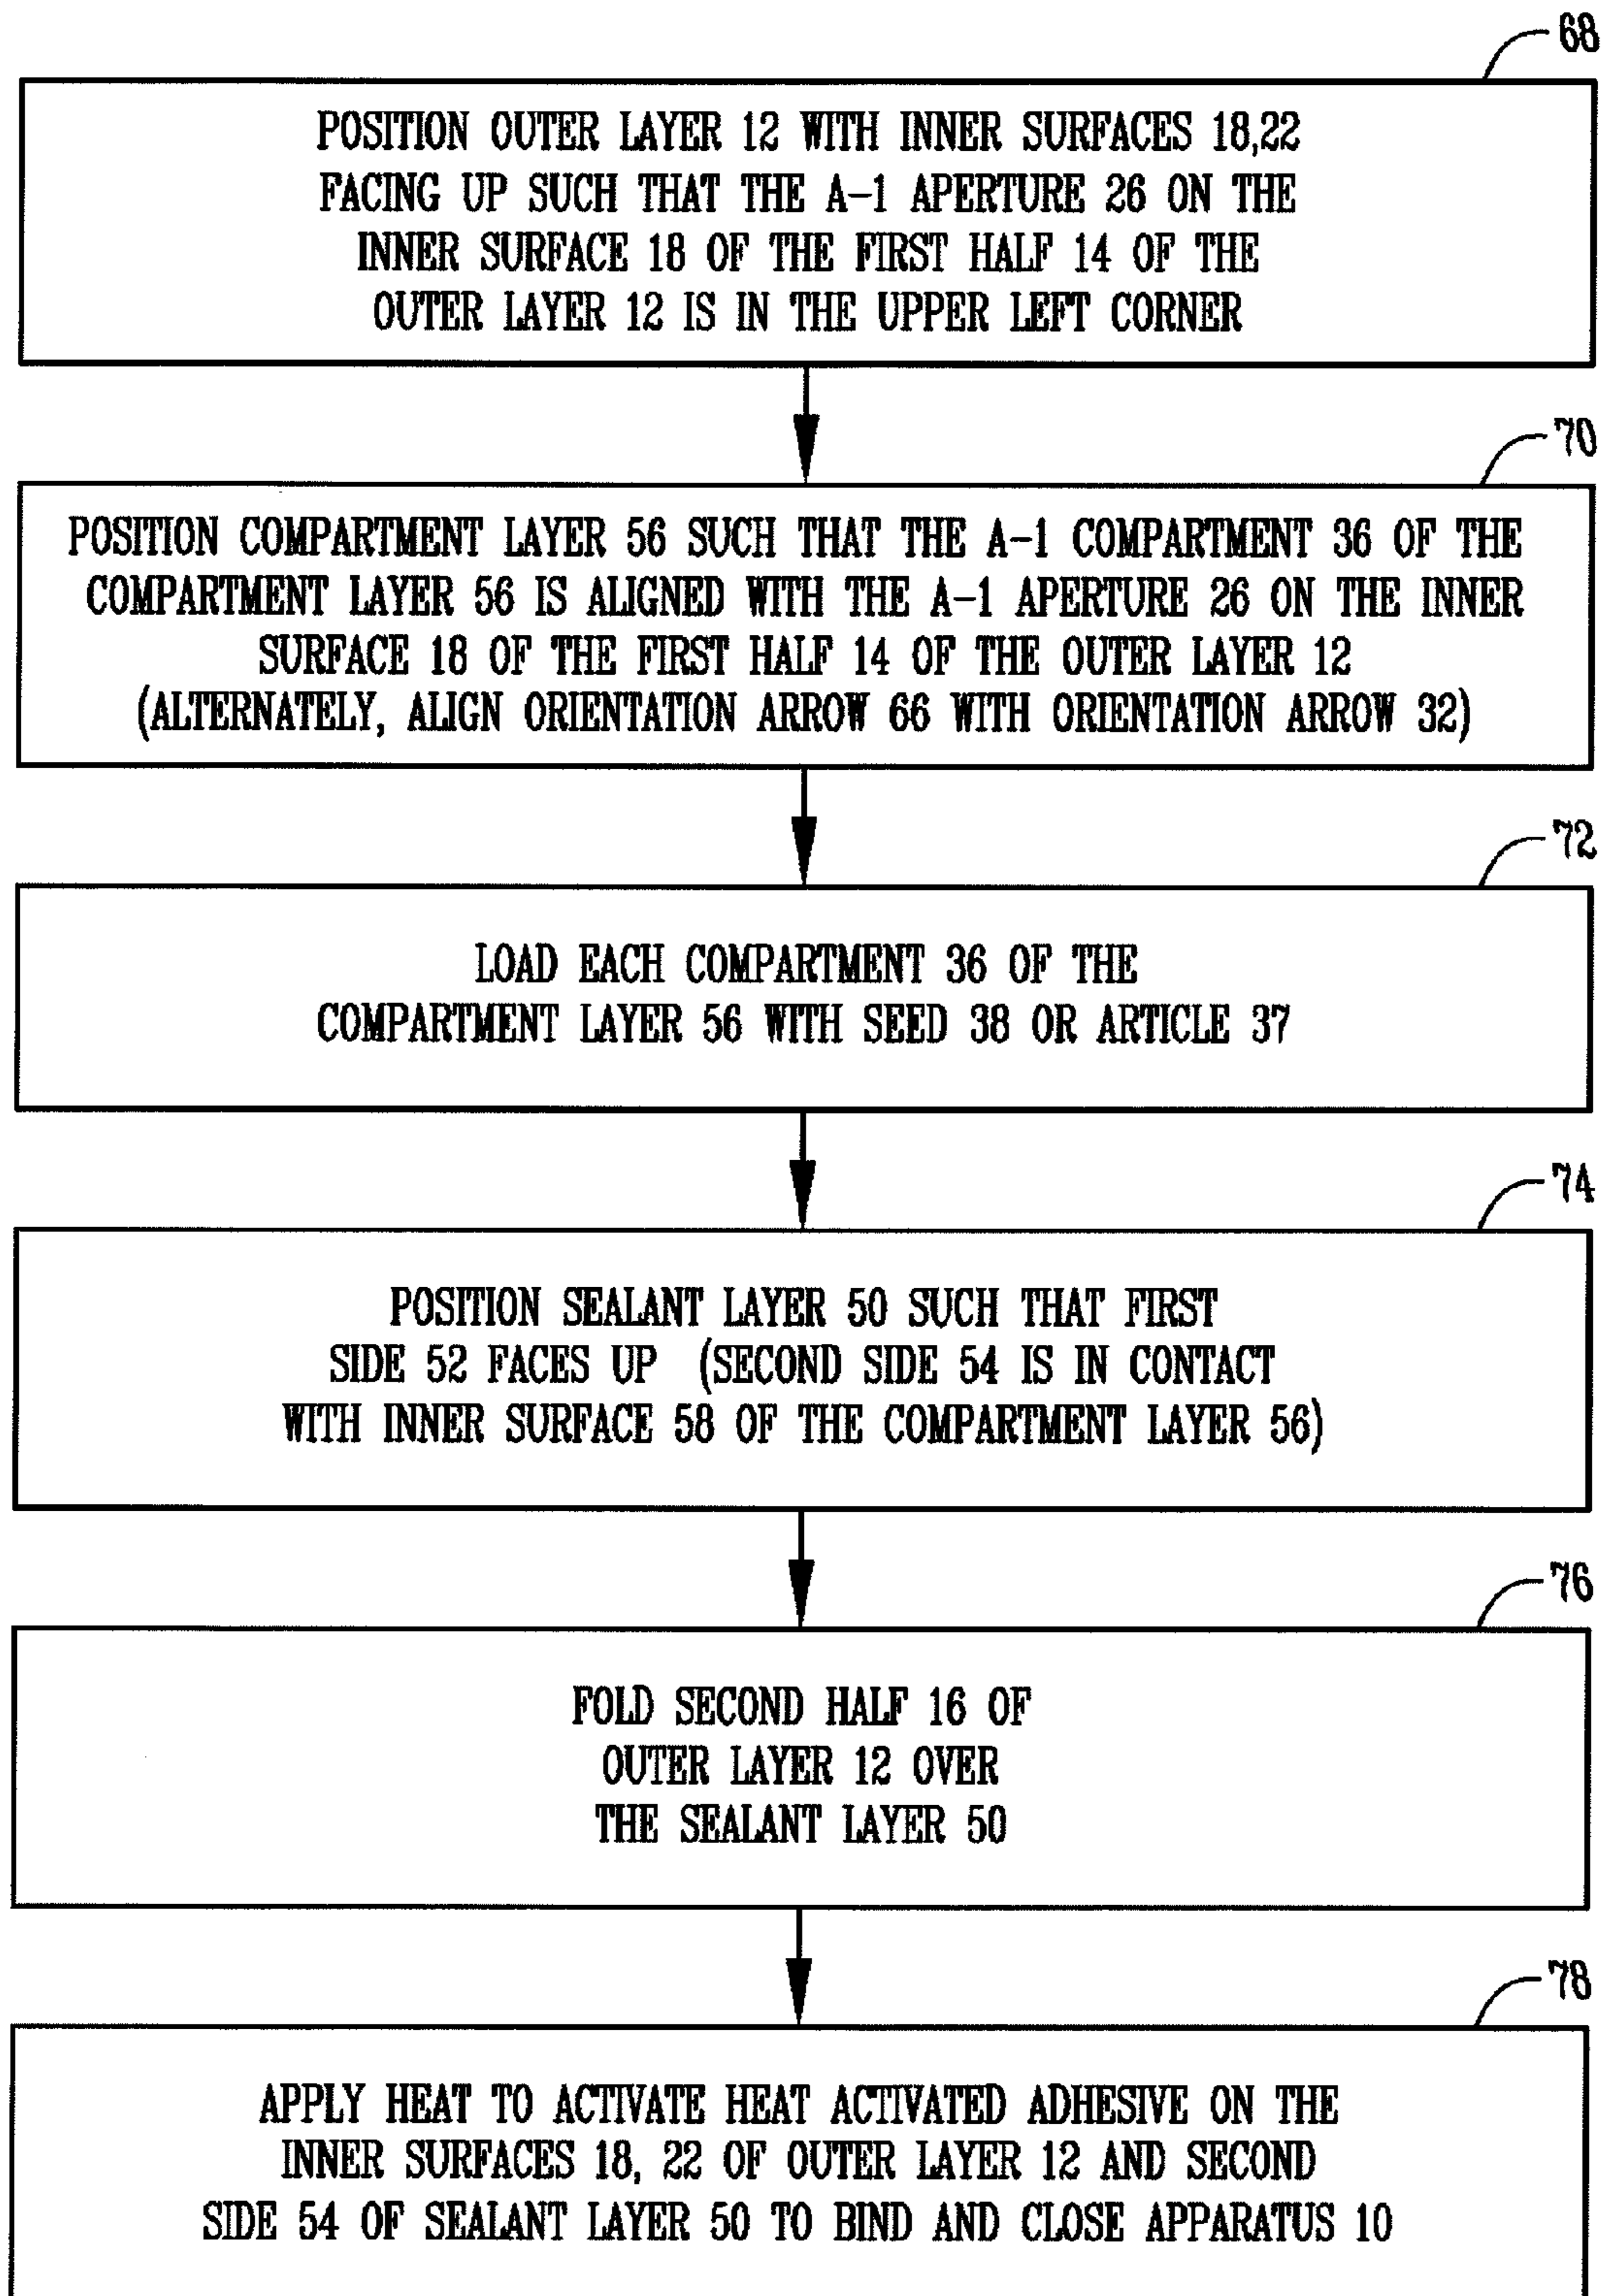 68
POSITION OUTER LAYER 12 WITH INNER SURFACES 18,22
FACING UP SUCH THAT THE A-1 APERTURE 26 ON THE
INNER SURFACE 18 OF THE FIRST HALF 14 OF THE
OUTER LAYER 12 IS IN THE UPPER LEFT CORNER
70
POSITION COMPARTMENT LAYER 56 SUCH THAT THE A-1 COMPARTMENT 36 OF THE
COMPARTMENT LAYER 56 IS ALIGNED WITH THE A-1 APERTURE 26 ON THE INNER
SURFACE 18 OF THE FIRST HALF 14 OF THE OUTER LAYER 12
(ALTERNATELY, ALIGN ORIENTATION ARROW 66 WITH ORIENTATION ARROW 32)
72
LOAD EACH COMPARTMENT 36 OF THE
COMPARTMENT LAYER 56 WITH SEED 38 OR ARTICLE 37
74
POSITION SEALANT LAYER 50 SUCH THAT FIRST
SIDE 52 FACES UP (SECOND SIDE 54 IS IN CONTACT
WITH INNER SURFACE 58 OF THE COMPARTMENT LAYER 56)
76
FOLD SECOND HALF 16 OF
OUTER LAYER 12 OVER
THE SEALANT LAYER 50
78
APPLY HEAT TO ACTIVATE HEAT ACTIVATED ADHESIVE ON THE
INNER SURFACES 18, 22 OF OUTER LAYER 12 AND SECOND
SIDE 54 OF SEALANT LAYER 50 TO BIND AND CLOSE APPARATUS 10